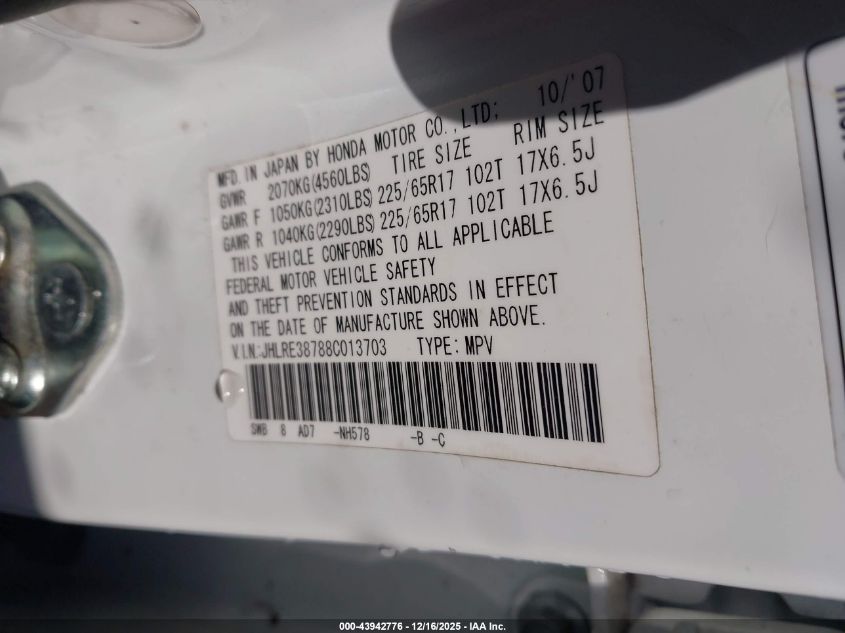 MFD. IN JAPAN BY HONDA MOTOR CO.,LTD; 10/'07
GVWR 2070KG(4560LBS) TIRE SIZE RIM SIZE
GAWR F 1050KG(2310LBS) 225/65R17 102T 17X6.5J
GAWR R 1040KG(2290LBS) 225/65R17 102T 17X6.5J
THIS VEHICLE CONFORMS TO ALL APPLICABLE
FEDERAL MOTOR VEHICLE SAFETY
AND THEFT PREVENTION STANDARDS IN EFFECT
ON THE DATE OF MANUFACTURE SHOWN ABOVE.
V.I.N.:JHLRE38788C013703 TYPE: MPV
SWB 8 AD7 -NH578 -B -C
000-43942776 - 12/16/2025 - IAA Inc.